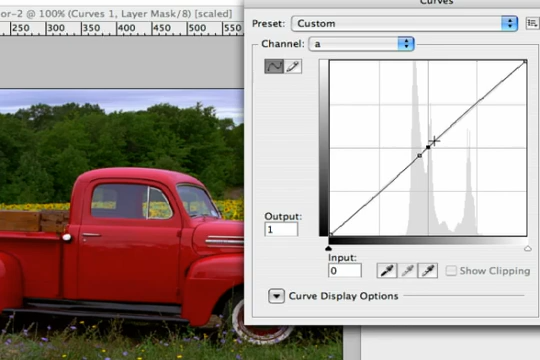 or-2 @ 100% (Curves 1, Layer Mask/8) [scaled]
Curves
250 300 350 400 450 500 550
Preset: Custom
Channel: a
Output:
1
Input:
0
Show Clipping
Curve Display Options